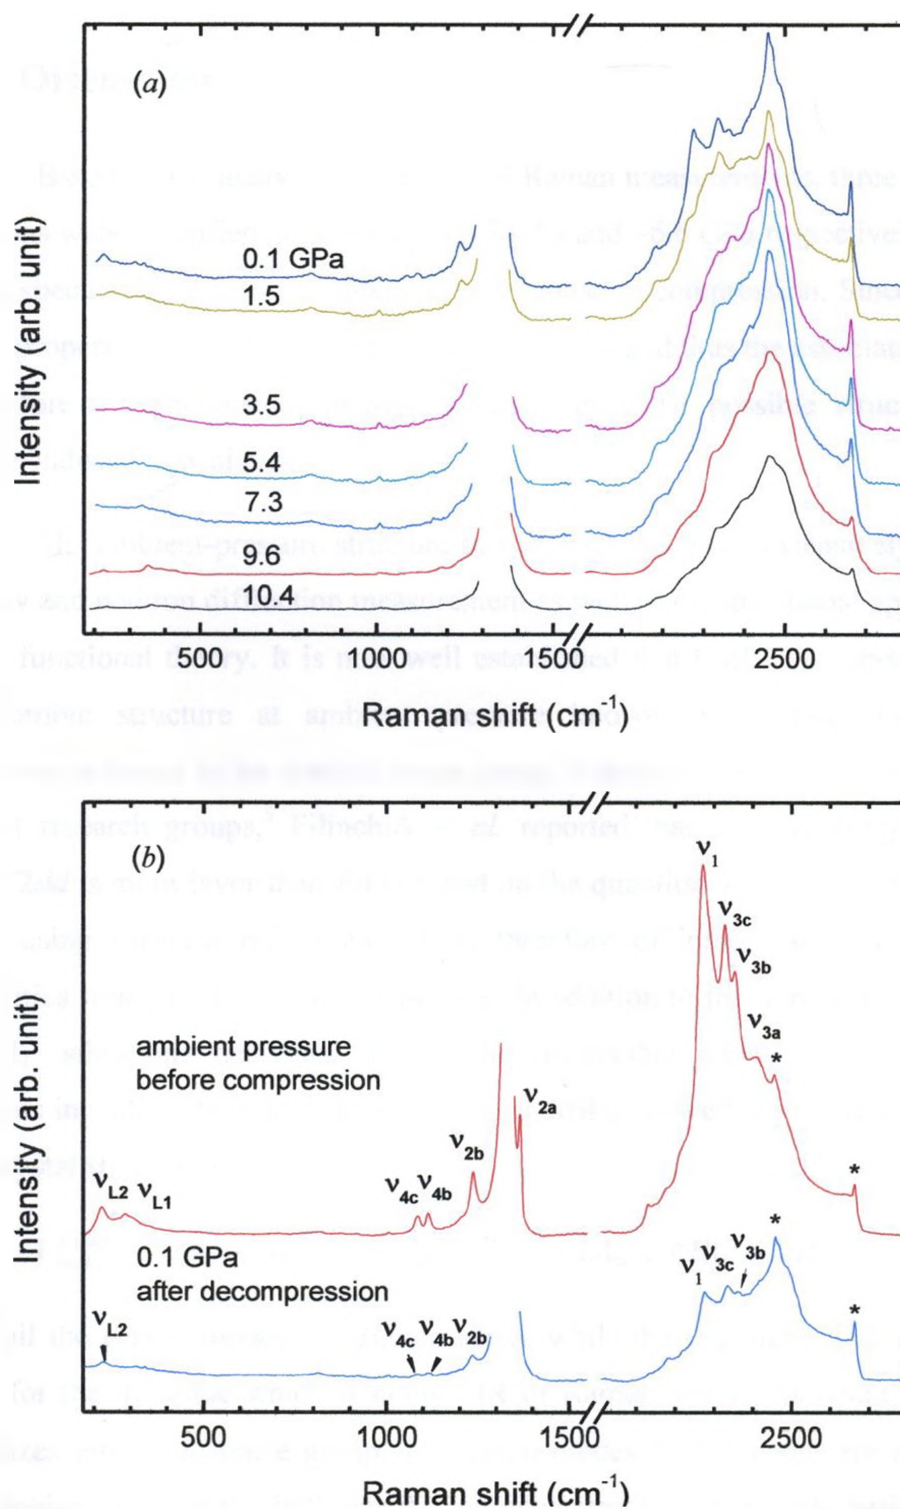 (a)
Intensity (arb. unit)
0.1 GPa
1.5
3.5
5.4
7.3
9.6
10.4
500
1000
1500
2500
Raman shift (cm⁻¹)
(b)
Intensity (arb. unit)
ν1
ν3c
ν3b
ν3a
*
*
ambient pressure
before compression
ν2a
ν2b
ν4c ν4b
νL2 νL1
0.1 GPa
after decompression
*
ν1 ν3c ν3b
*
νL2
ν4c ν4b ν2b
500
1000
1500
2500
Raman shift (cm⁻¹)